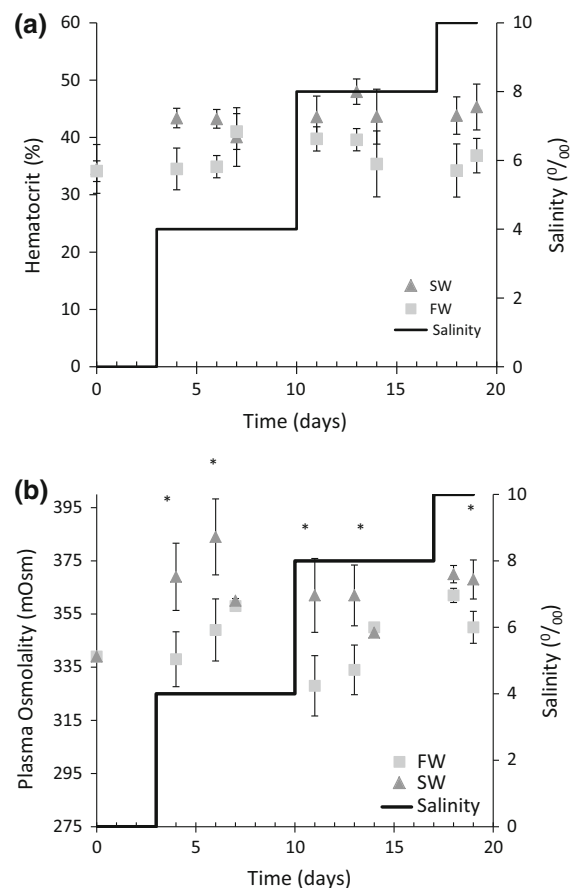 (a)
60
50
40
30
20
10
0
Hematocrit (%)
10
8
6
4
2
0
Salinity (⁰/₀₀)
SW
FW
Salinity
0 5 10 15 20
Time (days)
(b)
* * * * *
395
375
355
335
315
295
275
Plasma Osmolality (mOsm)
10
8
6
4
2
0
Salinity (⁰/₀₀)
FW
SW
Salinity
0 5 10 15 20
Time (days)